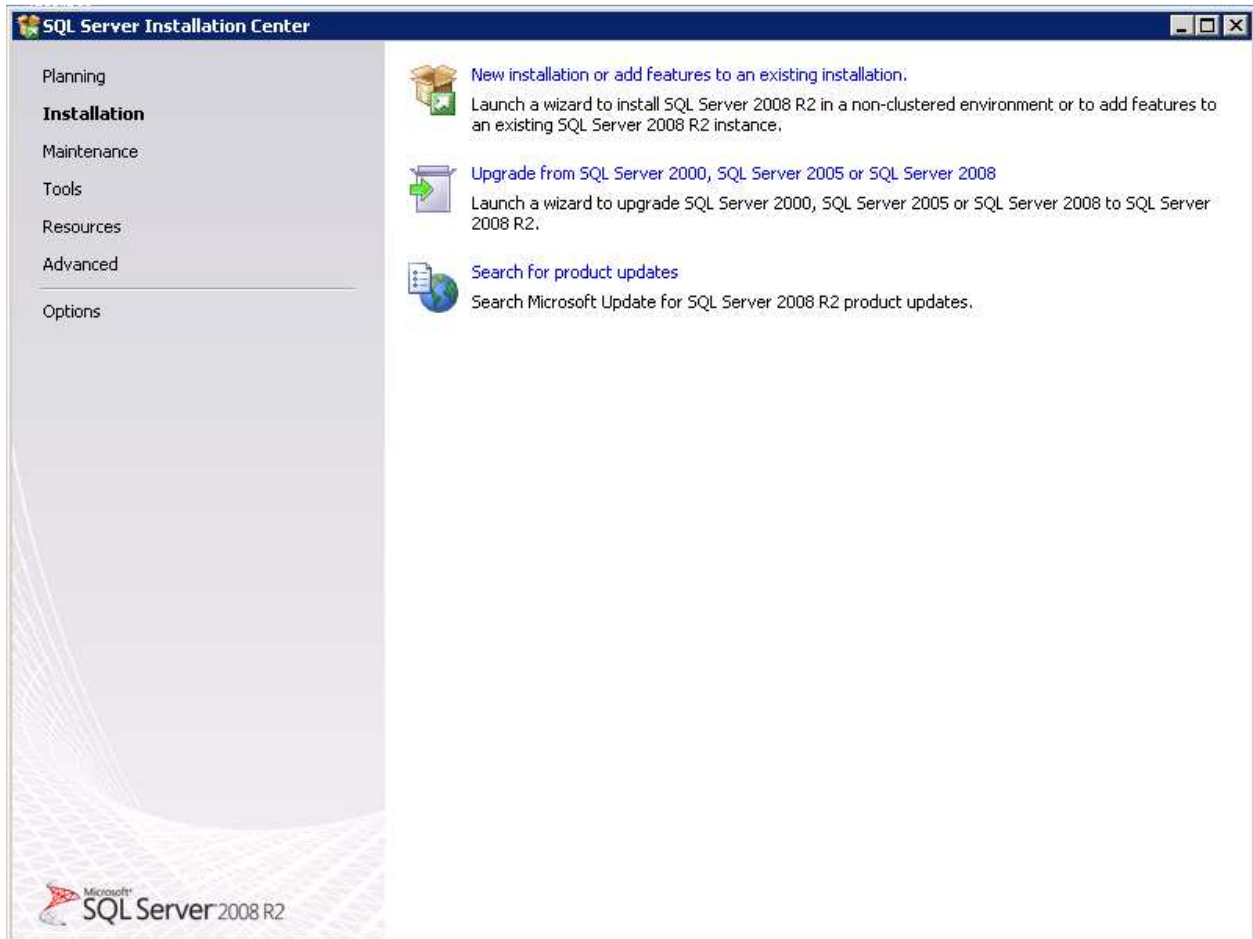 SQL Server Installation Center
Planning
Installation
Maintenance
Tools
Resources
Advanced
Options
New installation or add features to an existing installation.
Launch a wizard to install SQL Server 2008 R2 in a non-clustered environment or to add features to
an existing SQL Server 2008 R2 instance.
Upgrade from SQL Server 2000, SQL Server 2005 or SQL Server 2008
Launch a wizard to upgrade SQL Server 2000, SQL Server 2005 or SQL Server 2008 to SQL Server
2008 R2.
Search for product updates
Search Microsoft Update for SQL Server 2008 R2 product updates.
Microsoft
SQL Server 2008 R2